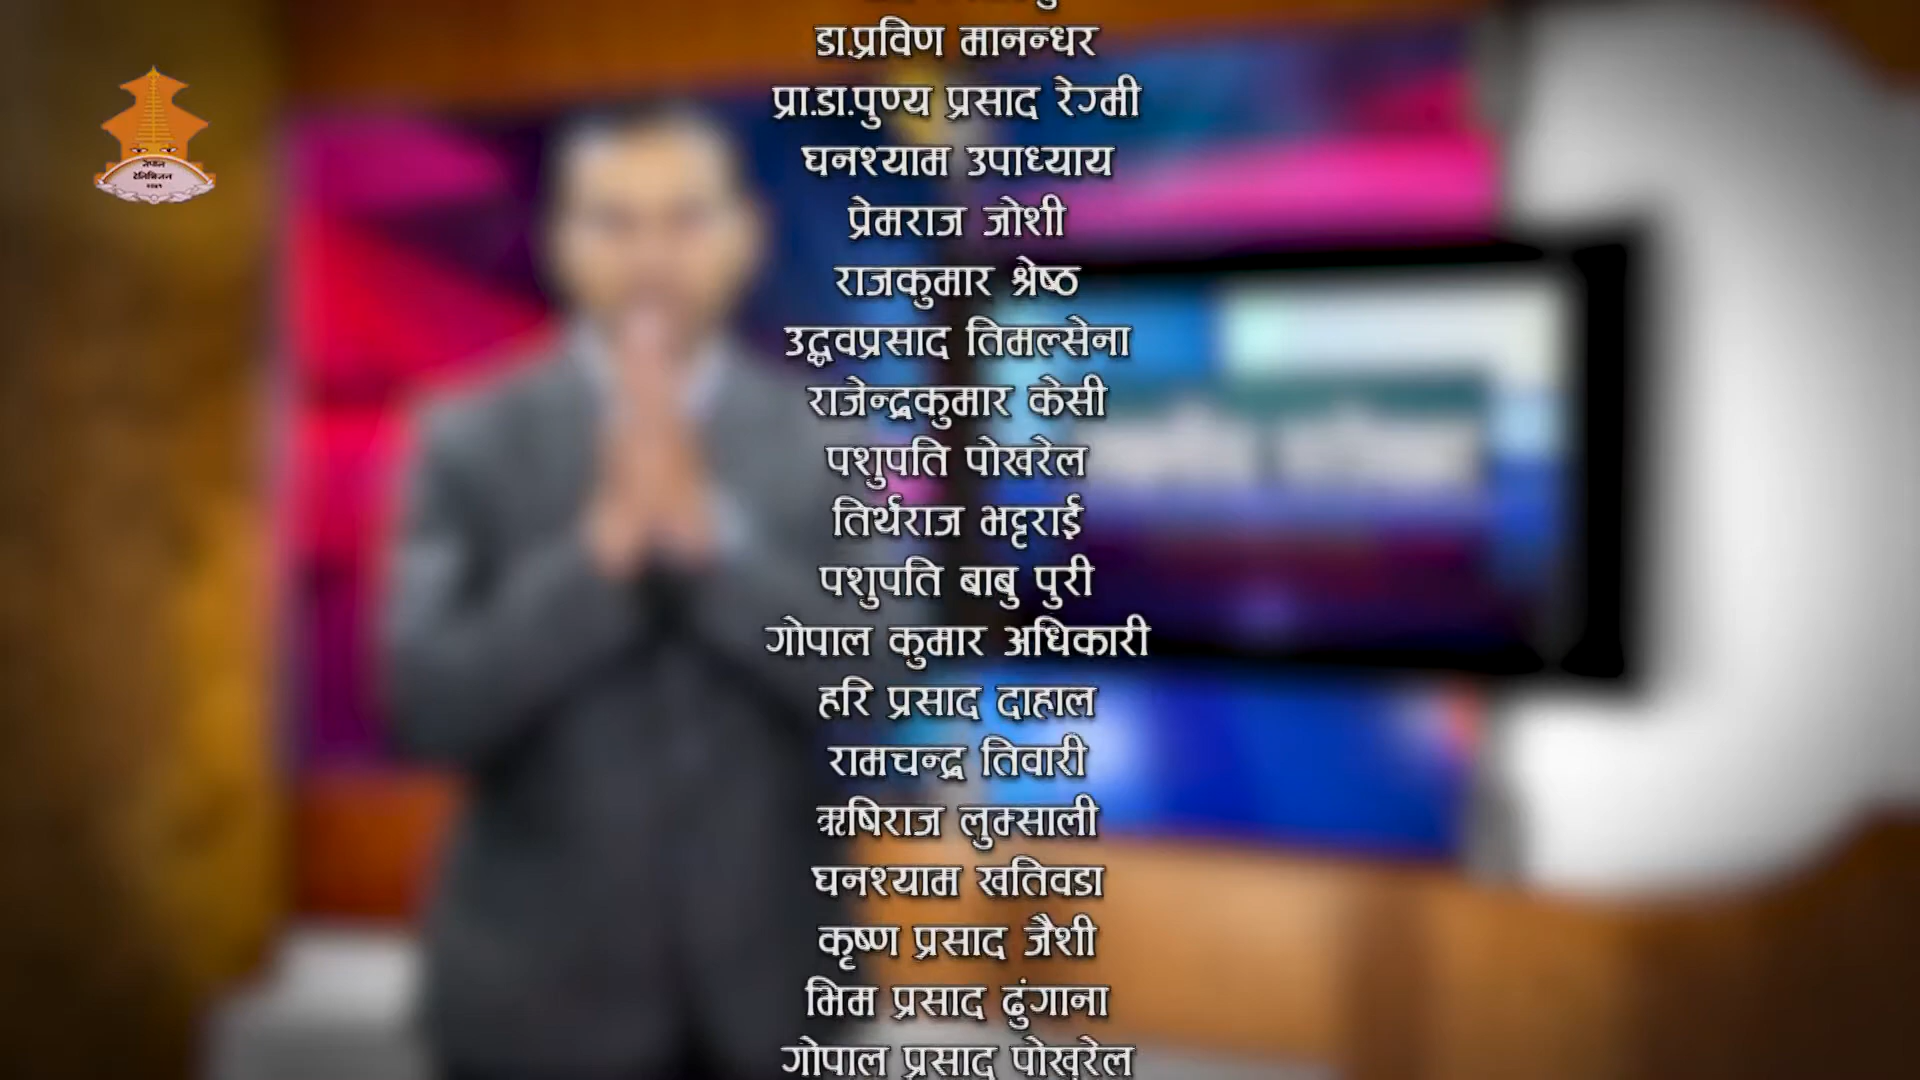 नेपाल
टेलिभिजन
डा.प्रविण मानन्धर
प्रा.डा.पुण्य प्रसाद रेग्मी
घनश्याम उपाध्याय
प्रेमराज जोशी
राजकुमार श्रेष्ठ
उद्धवप्रसाद तिमल्सेना
राजेन्द्रकुमार केसी
पशुपति पोखरेल
तिर्थराज भट्टराई
पशुपति बाबु पुरी
गोपाल कुमार अधिकारी
हरि प्रसाद दाहाल
रामचन्द्र तिवारी
ऋषिराज लुम्साली
घनश्याम खतिवडा
कृष्ण प्रसाद जैशी
भिम प्रसाद ढुंगाना
गोपाल प्रसाद पोखरेल